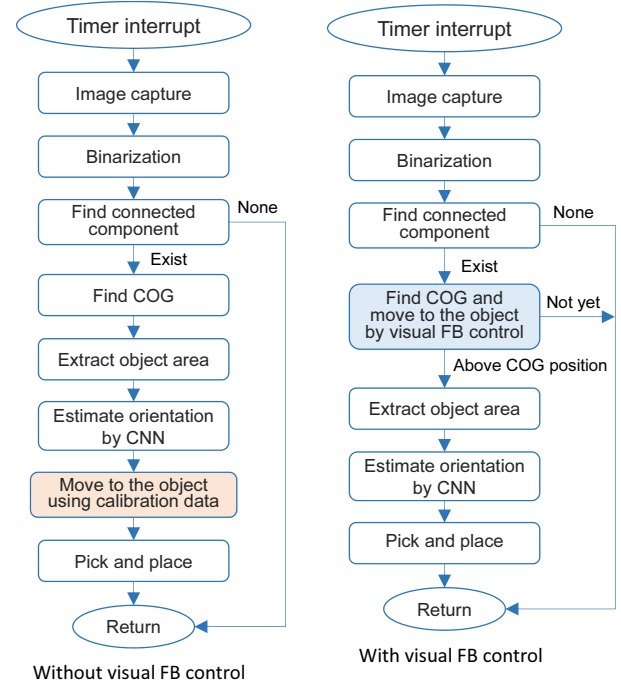 Timer interrupt
Image capture
Binarization
Find connected
component
None
Exist
Find COG
Extract object area
Estimate orientation
by CNN
Move to the object
using calibration data
Pick and place
Return
Without visual FB control
Timer interrupt
Image capture
Binarization
Find connected
component
None
Exist
Find COG and
move to the object
by visual FB control
Not yet
Above COG position
Extract object area
Estimate orientation
by CNN
Pick and place
Return
With visual FB control